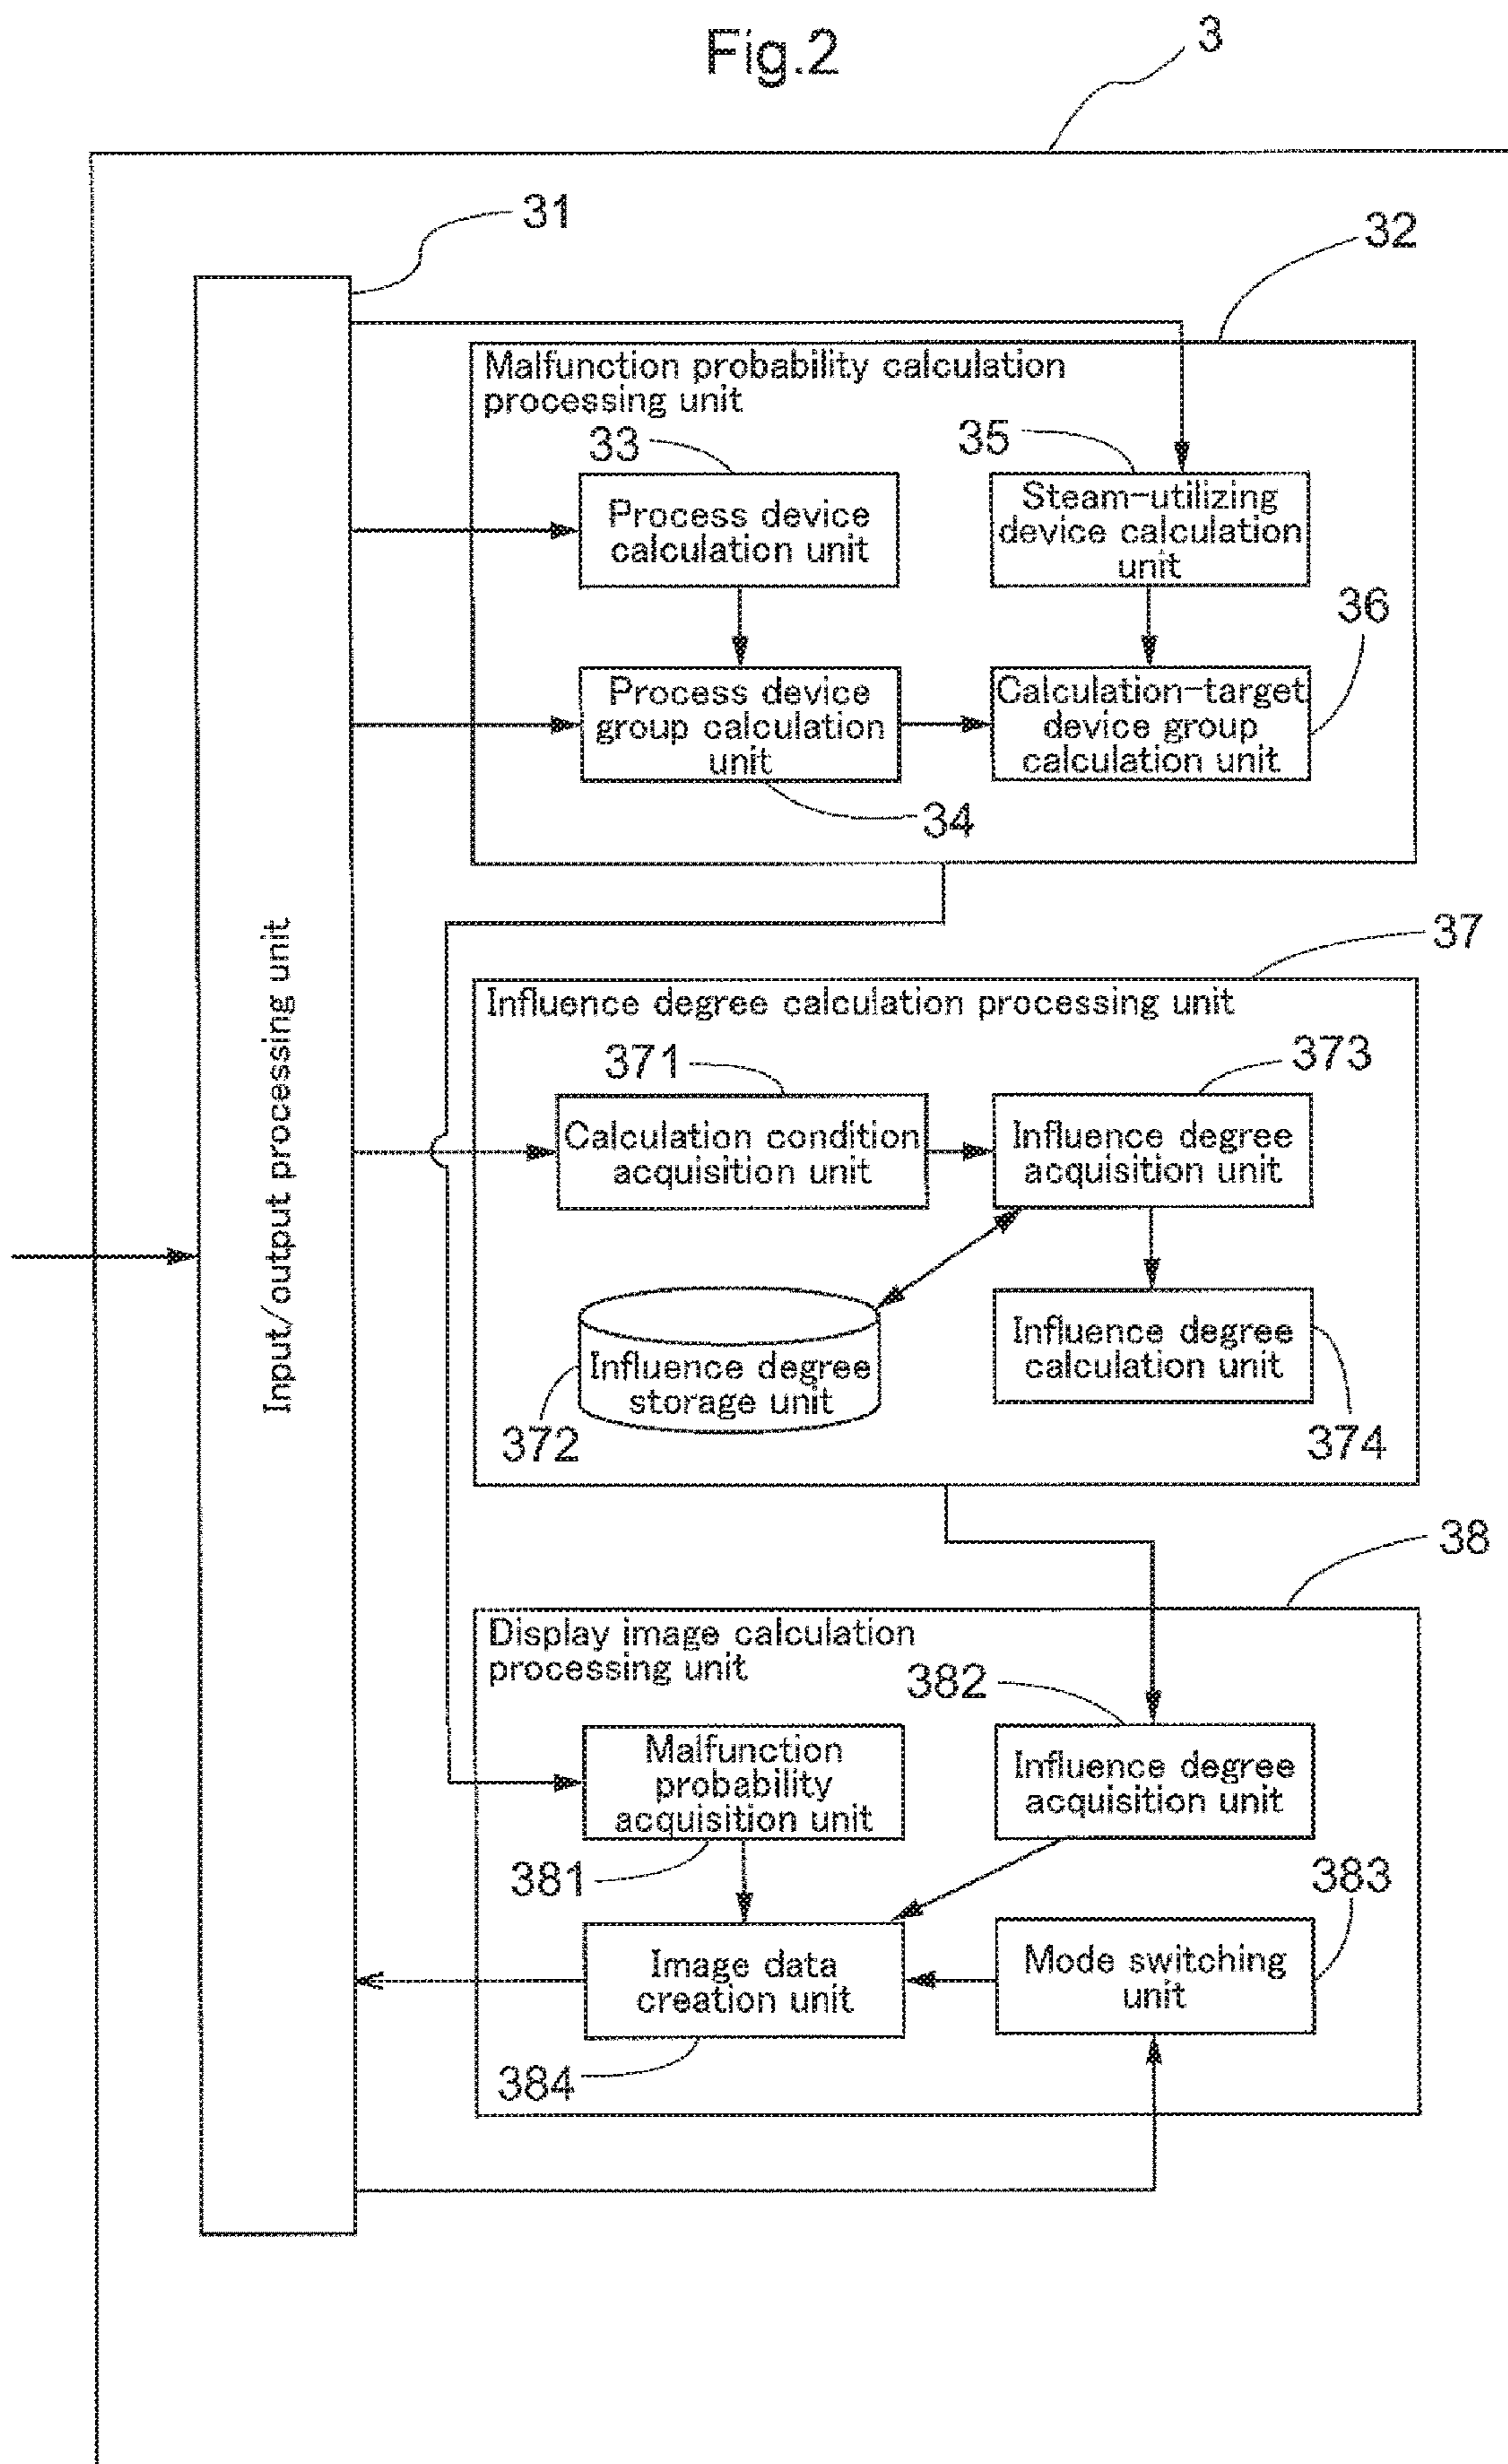 Fig.2
3
31
32
Malfunction probability calculation
processing unit
33
35
Process device
calculation unit
Steam-utilizing
device calculation
unit
36
Process device
group calculation
unit
Calculation-target
device group
calculation unit
34
Input/output processing unit
37
Influence degree calculation processing unit
371
373
Calculation condition
acquisition unit
Influence degree
acquisition unit
Influence degree
storage unit
Influence degree
calculation unit
372
374
38
Display image calculation
processing unit
382
Malfunction
probability
acquisition unit
Influence degree
acquisition unit
381
383
Image data
creation unit
Mode switching
unit
384